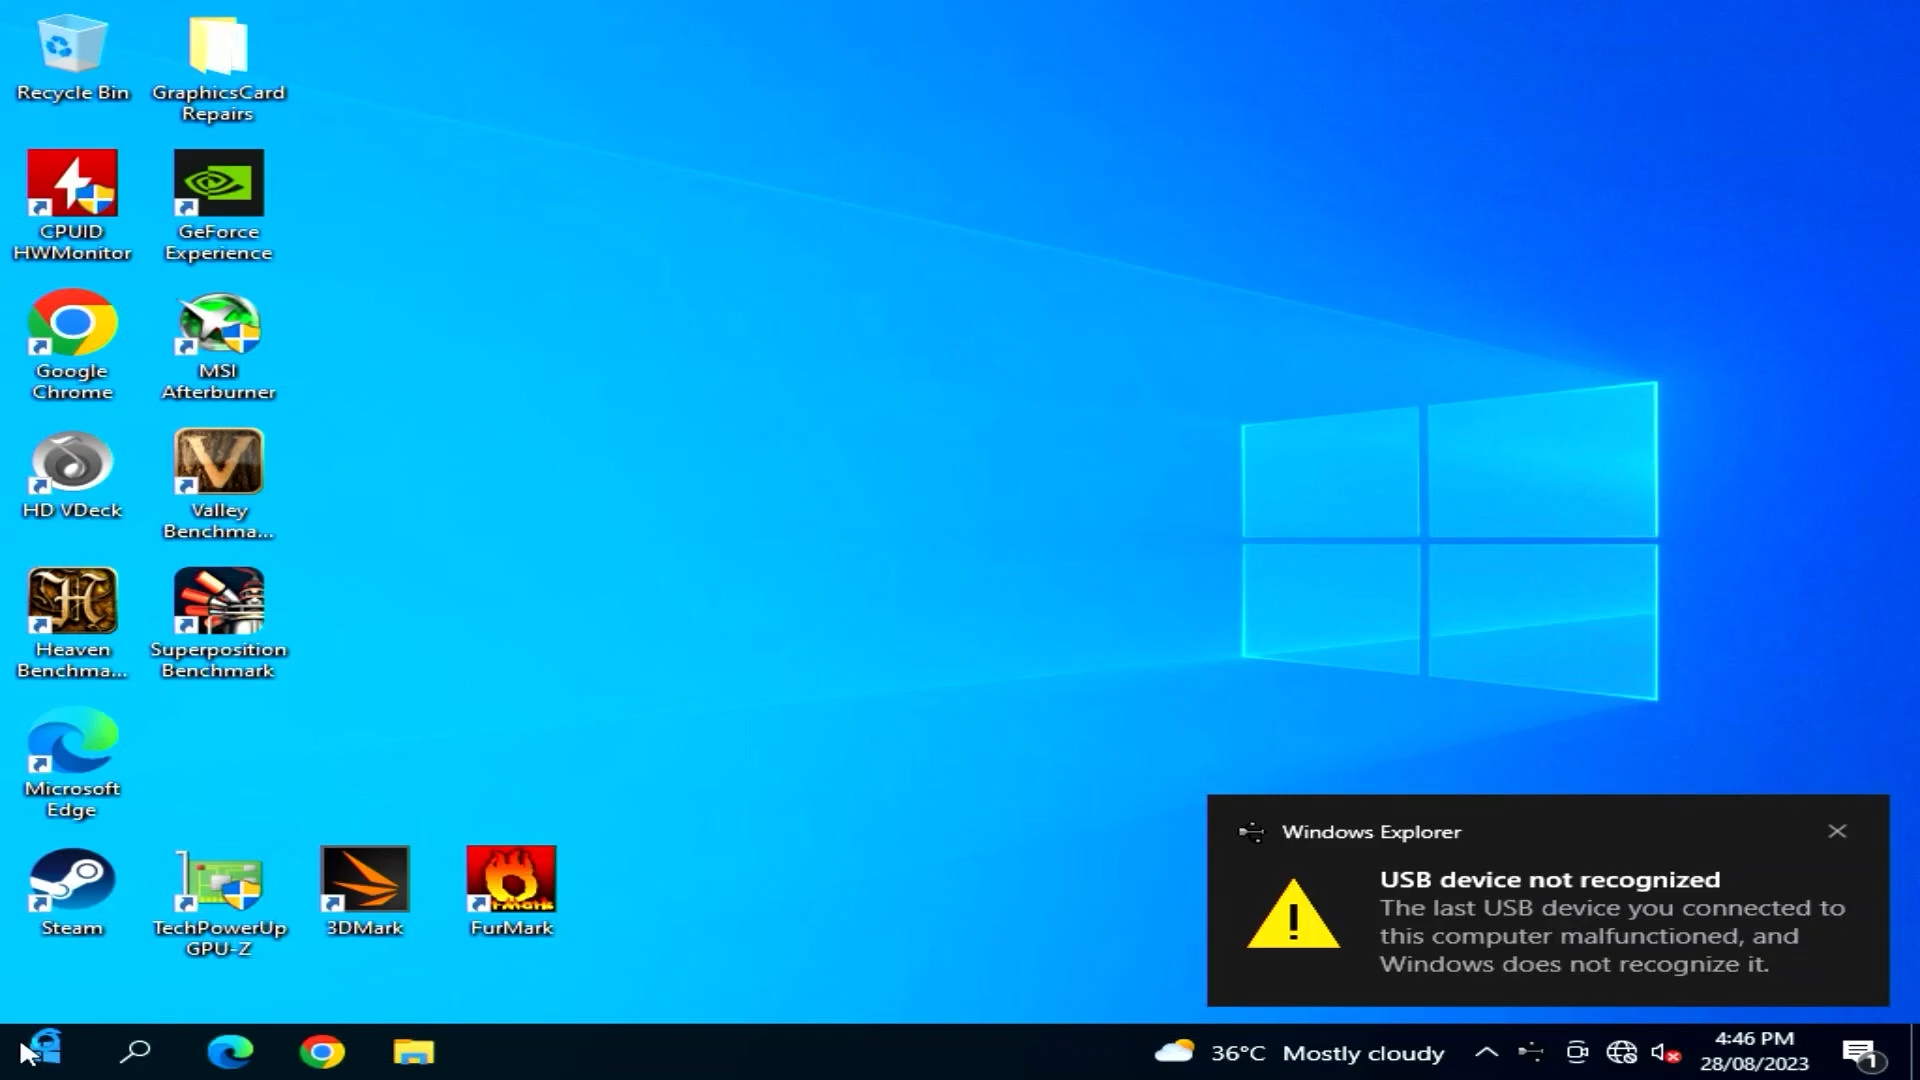 Recycle Bin
GraphicsCard
Repairs
CPUID
HWMonitor
GeForce
Experience
Google
Chrome
MSI
Afterburner
HD VDeck
Valley
Benchma...
Heaven
Benchma...
Superposition
Benchmark
Microsoft
Edge
Steam
TechPowerUp
GPU-Z
3DMark
FurMark
Windows Explorer
USB device not recognized
The last USB device you connected to
this computer malfunctioned, and
Windows does not recognize it.
36°C Mostly cloudy
4:46 PM
28/08/2023
1